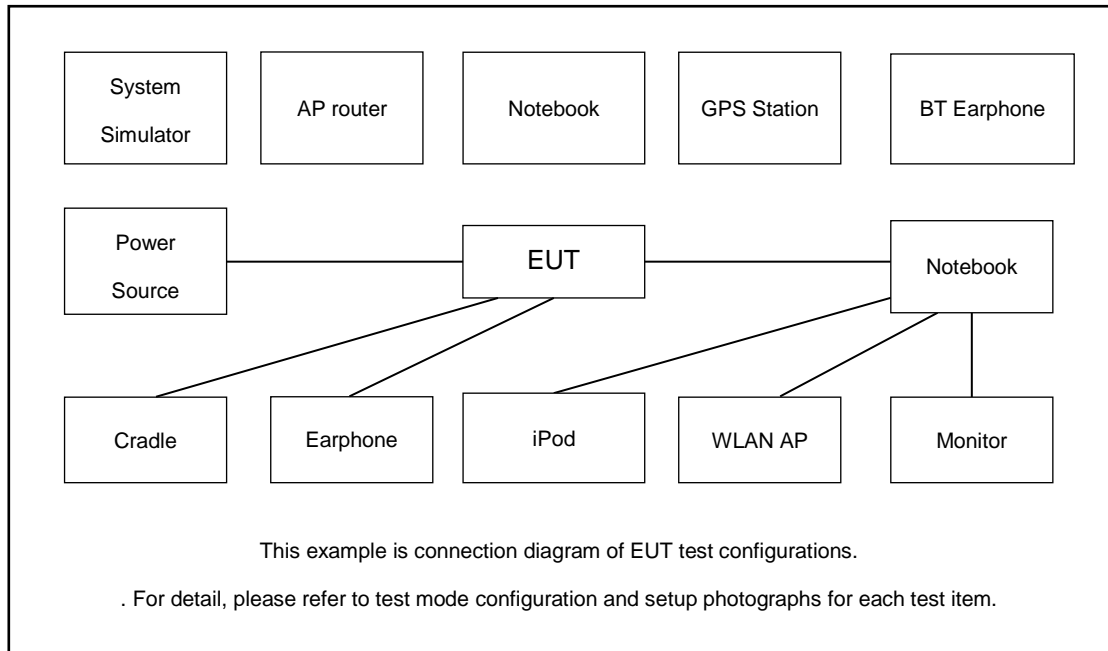 System
Simulator
AP router
Notebook
GPS Station
BT Earphone
Power
Source
EUT
Notebook
Cradle
Earphone
iPod
WLAN AP
Monitor
This example is connection diagram of EUT test configurations.
. For detail, please refer to test mode configuration and setup photographs for each test item.